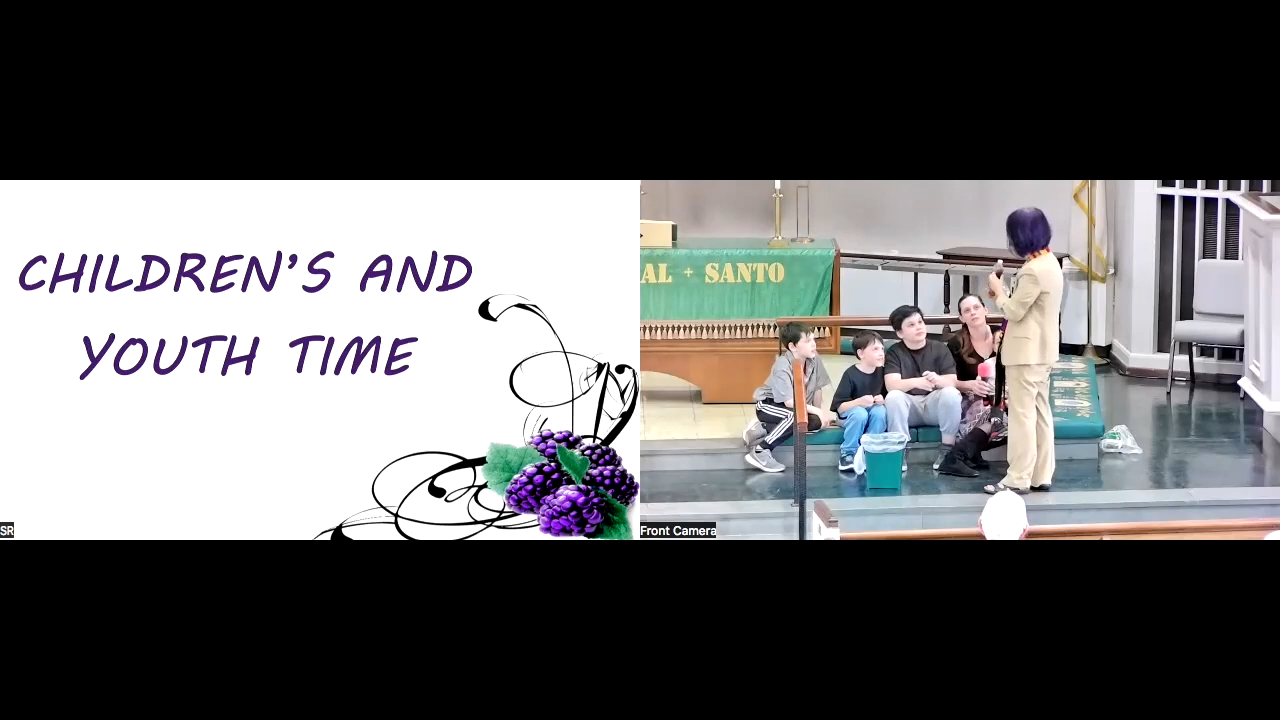 CHILDREN'S AND
YOUTH TIME
AL + SANTO
SR
Front Camera